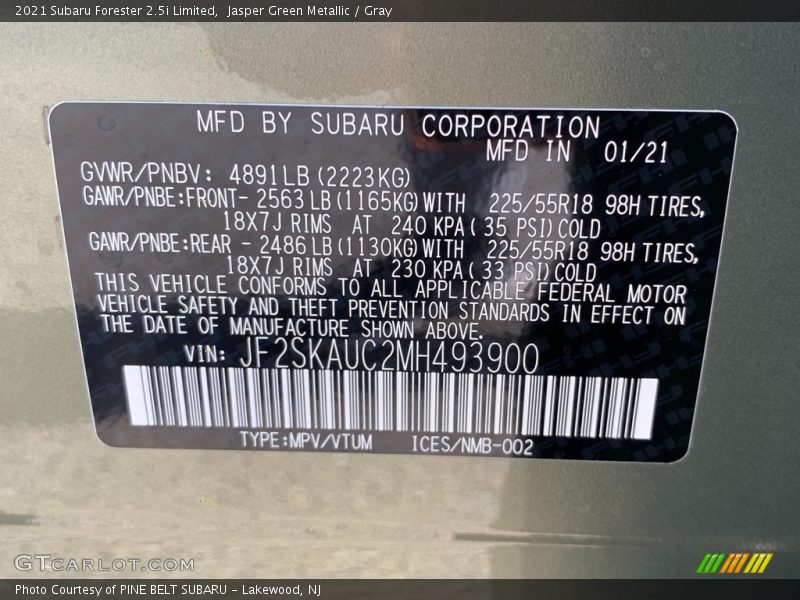 2021 Subaru Forester 2.5i Limited,  Jasper Green Metallic / Gray
MFD BY SUBARU CORPORATION
MFD IN 01/21
GVWR/PNBV: 4891LB(2223KG)
GAWR/PNBE:FRONT- 2563LB(1165KG)WITH 225/55R18 98H TIRES,
18X7J RIMS AT 240 KPA(35 PSI)COLD
GAWR/PNBE:REAR - 2486LB(1130KG)WITH 225/55R18 98H TIRES,
18X7J RIMS AT 230 KPA(33 PSI)COLD
THIS VEHICLE CONFORMS TO ALL APPLICABLE FEDERAL MOTOR
VEHICLE SAFETY AND THEFT PREVENTION STANDARDS IN EFFECT ON
THE DATE OF MANUFACTURE SHOWN ABOVE.
VIN: JF2SKAUC2MH493900
TYPE:MPV/VTUM ICES/NMB-002
GTCARLOT.COM
Photo Courtesy of PINE BELT SUBARU - Lakewood, NJ